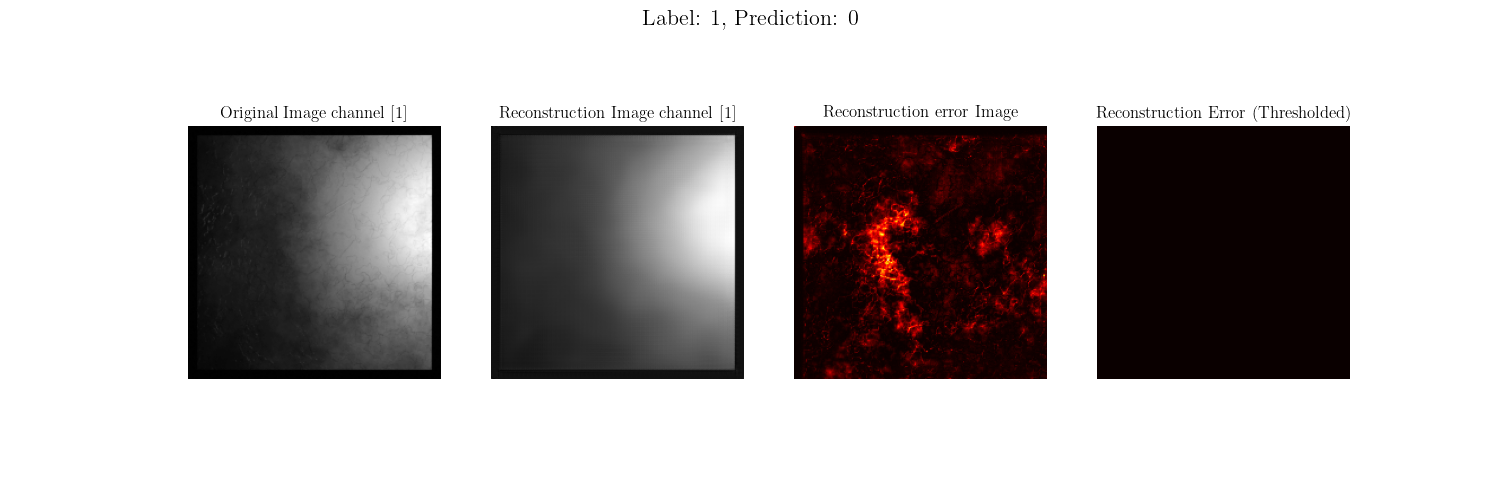 Label: 1, Prediction: 0
Original Image channel [1]
Reconstruction Image channel [1]
Reconstruction error Image
Reconstruction Error (Thresholded)